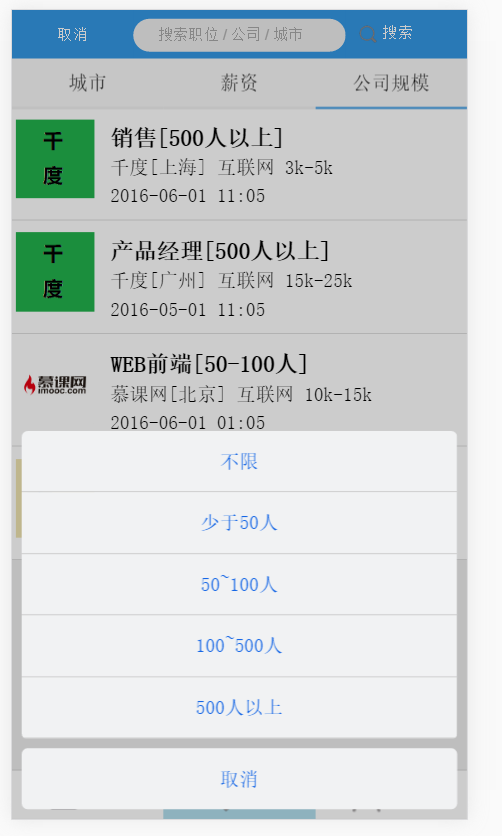 取消 搜索职位 / 公司 / 城市 搜索
城市 薪资 公司规模
千
度
销售[500人以上]
千度[上海] 互联网 3k-5k
2016-06-01 11:05
千
度
产品经理[500人以上]
千度[广州] 互联网 15k-25k
2016-05-01 11:05
慕课网
imooc.com
WEB前端[50-100人]
慕课网[北京] 互联网 10k-15k
2016-06-01 01:05
不限
少于50人
50~100人
100~500人
500人以上
取消